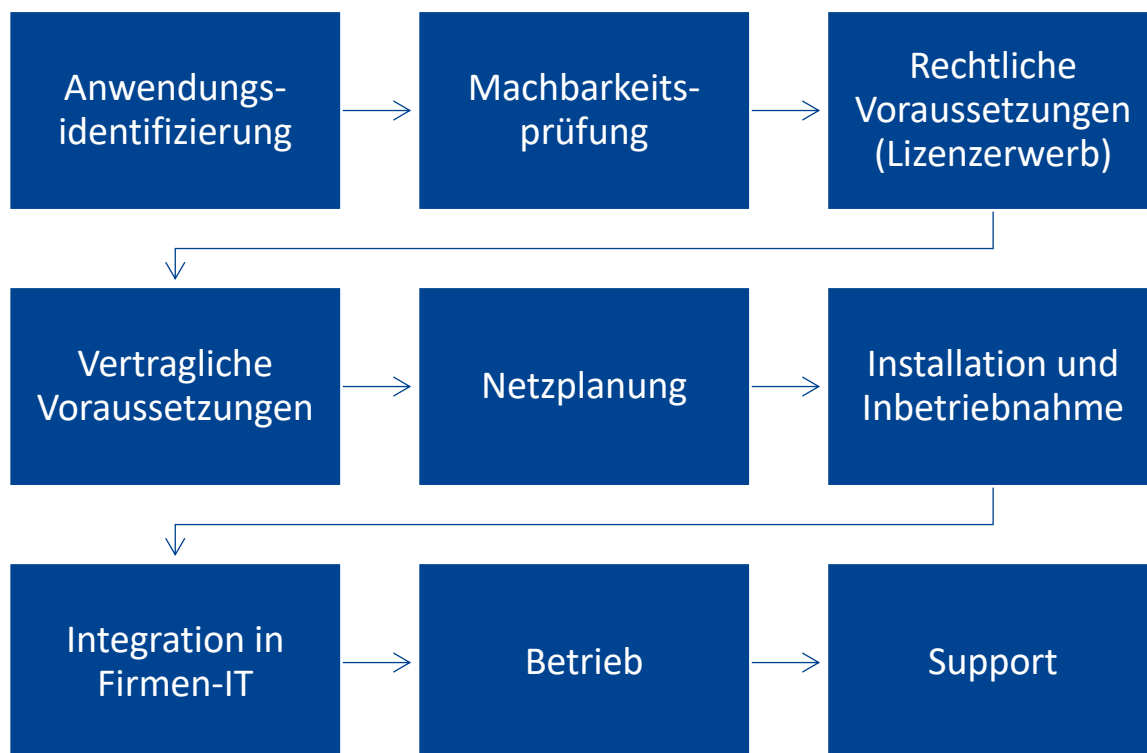 Anwendungs-
identifizierung
Machbarkeits-
prüfung
Rechtliche
Voraussetzungen
(Lizenzerwerb)
Vertragliche
Voraussetzungen
Netzplanung
Installation und
Inbetriebnahme
Integration in
Firmen-IT
Betrieb
Support